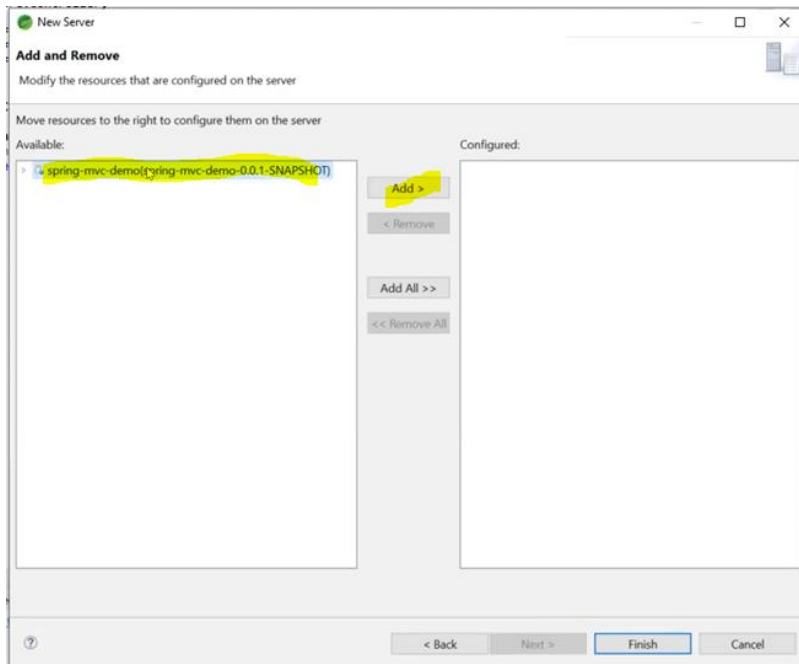 New Server
Add and Remove
Modify the resources that are configured on the server
Move resources to the right to configure them on the server
Available:
Configured:
spring-mvc-demo(spring-mvc-demo-0.0.1-SNAPSHOT)
Add >
< Remove
Add All >>
<< Remove All
?
< Back
Next >
Finish
Cancel